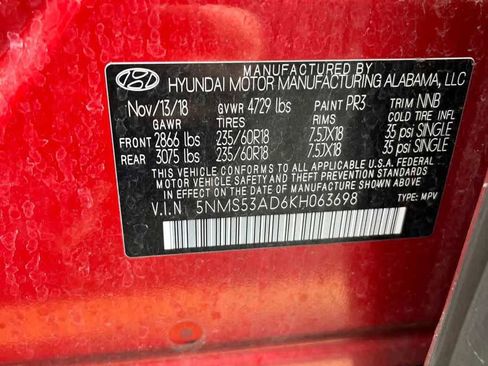 MANUFACTURED BY
HYUNDAI MOTOR MANUFACTURING ALABAMA, LLC
Nov/13/18 GVWR 4729 lbs PAINT PR3 TRIM NNB
GAWR TIRES RIMS COLD TIRE INFL
FRONT 2866 lbs 235/60R18 7.5JX18 35 psi SINGLE
REAR 3075 lbs 235/60R18 7.5JX18 35 psi SINGLE
THIS VEHICLE CONFORMS TO ALL APPLICABLE U.S.A. FEDERAL
MOTOR VEHICLE SAFETY, BUMPER, AND THEFT PREVENTION STANDARDS
IN EFFECT ON THE DATE OF MANUFACTURE SHOWN ABOVE.
V.I.N 5NMS53AD6KH063698 TYPE: MPV